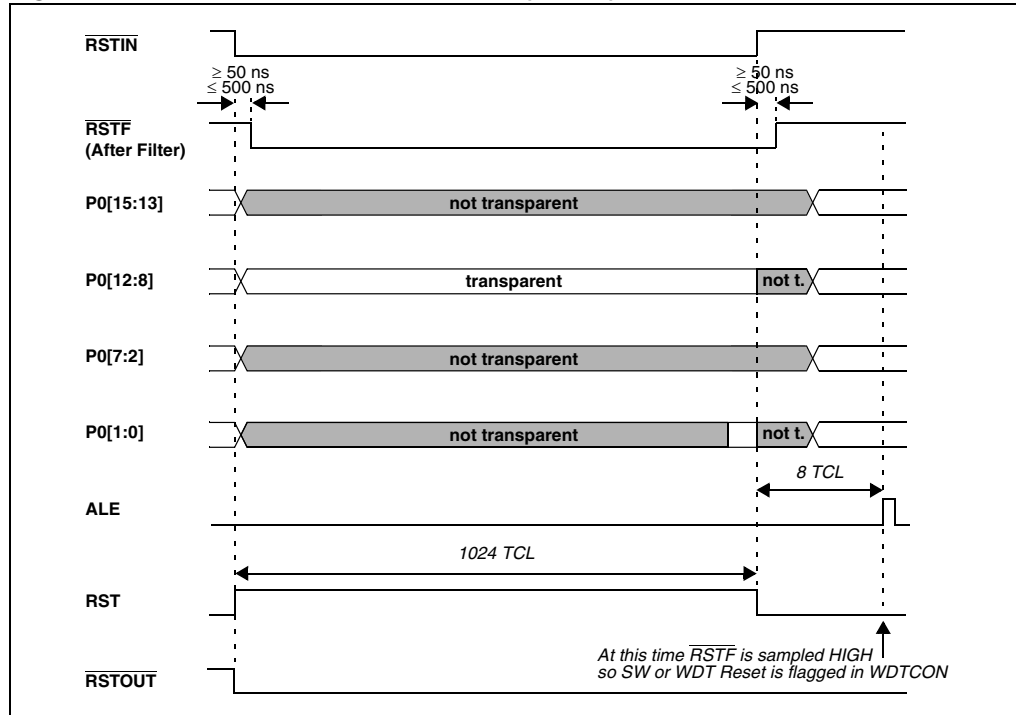 RSTIN
≥ 50 ns
≤ 500 ns
≥ 50 ns
≤ 500 ns
RSTF
(After Filter)
P0[15:13]
not transparent
P0[12:8]
transparent
not t.
P0[7:2]
not transparent
P0[1:0]
not transparent
not t.
8 TCL
ALE
1024 TCL
RST
At this time RSTF is sampled HIGH
so SW or WDT Reset is flagged in WDTCON
RSTOUT